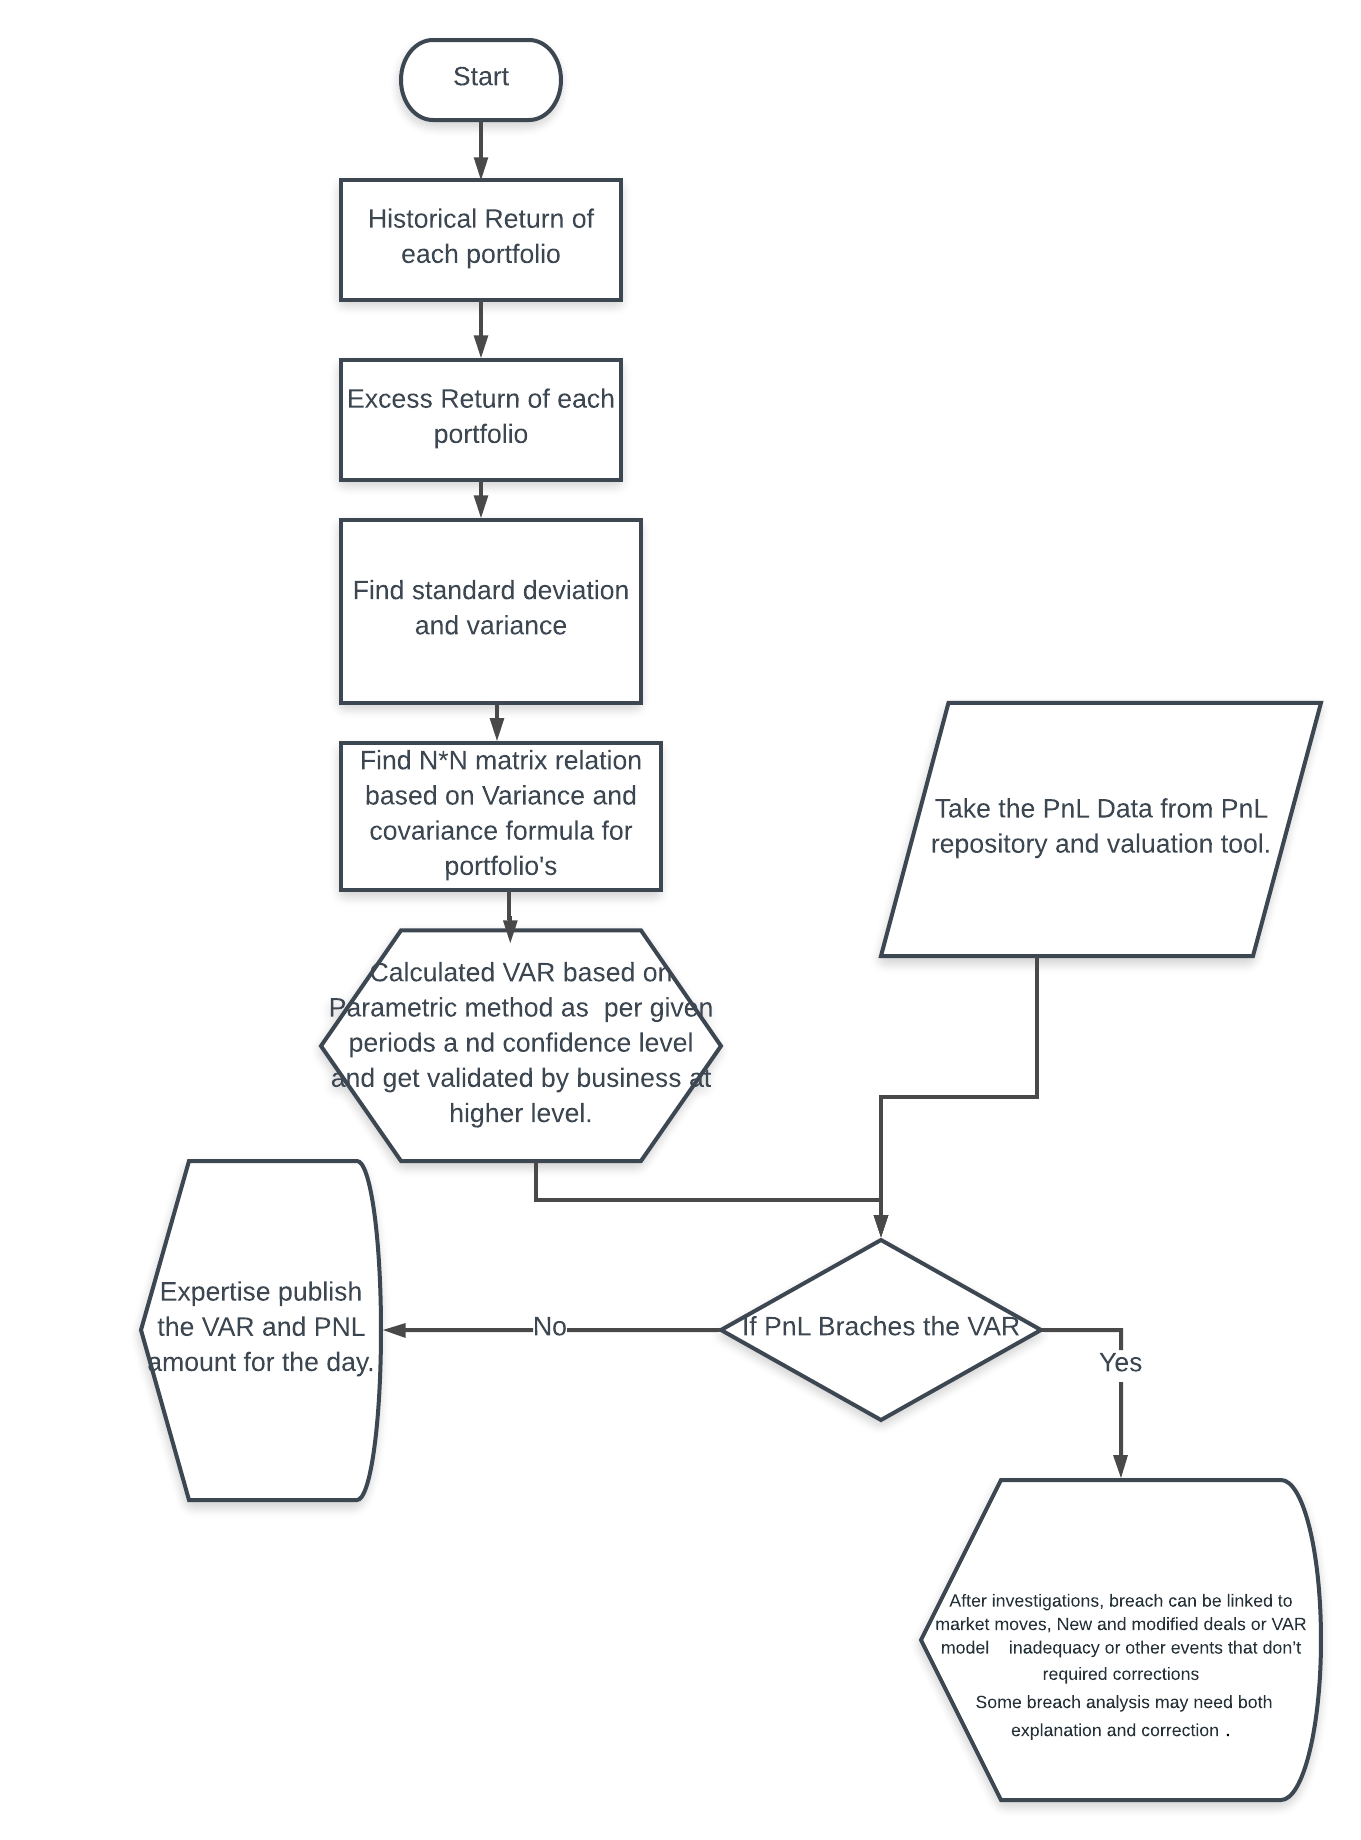 Start
Historical Return of
each portfolio
Excess Return of each
portfolio
Find standard deviation
and variance
Find N*N matrix relation
based on Variance and
covariance formula for
portfolio's
Take the PnL Data from PnL
repository and valuation tool.
Calculated VAR based on
Parametric method as  per given
periods a nd confidence level
and get validated by business at
higher level.
Expertise publish
the VAR and PNL
amount for the day.
No
If PnL Braches the VAR
Yes
After investigations, breach can be linked to
market moves, New and modified deals or VAR
model    inadequacy or other events that don't
required corrections
Some breach analysis may need both
explanation and correction .